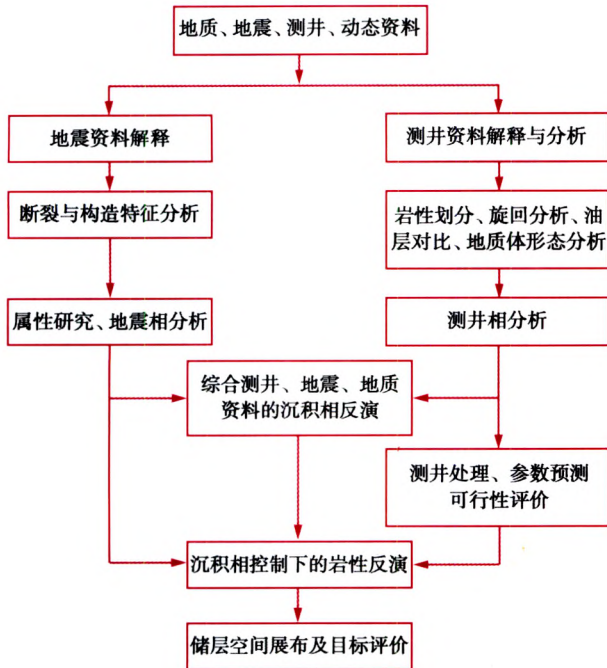 地质、地震、测井、动态资料
地震资料解释
测井资料解释与分析
断裂与构造特征分析
岩性划分、旋回分析、油
层对比、地质体形态分析
属性研究、地震相分析
测井相分析
综合测井、地震、地质
资料的沉积相反演
测井处理、参数预测
可行性评价
沉积相控制下的岩性反演
储层空间展布及目标评价